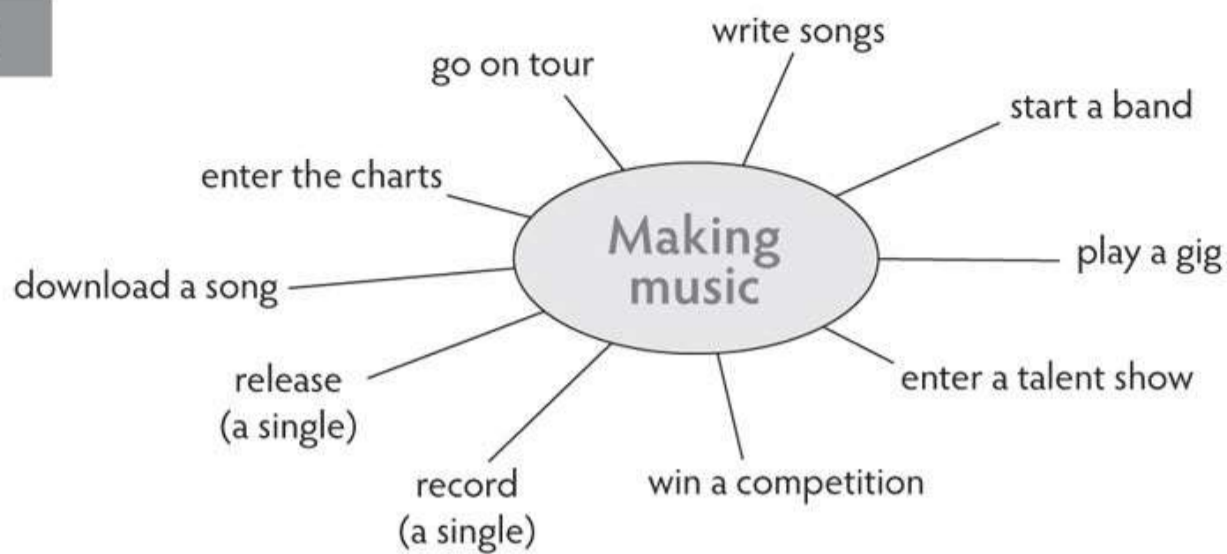 write songs
go on tour
start a band
enter the charts
Making
music
play a gig
download a song
release
(a single)
enter a talent show
record
(a single)
win a competition